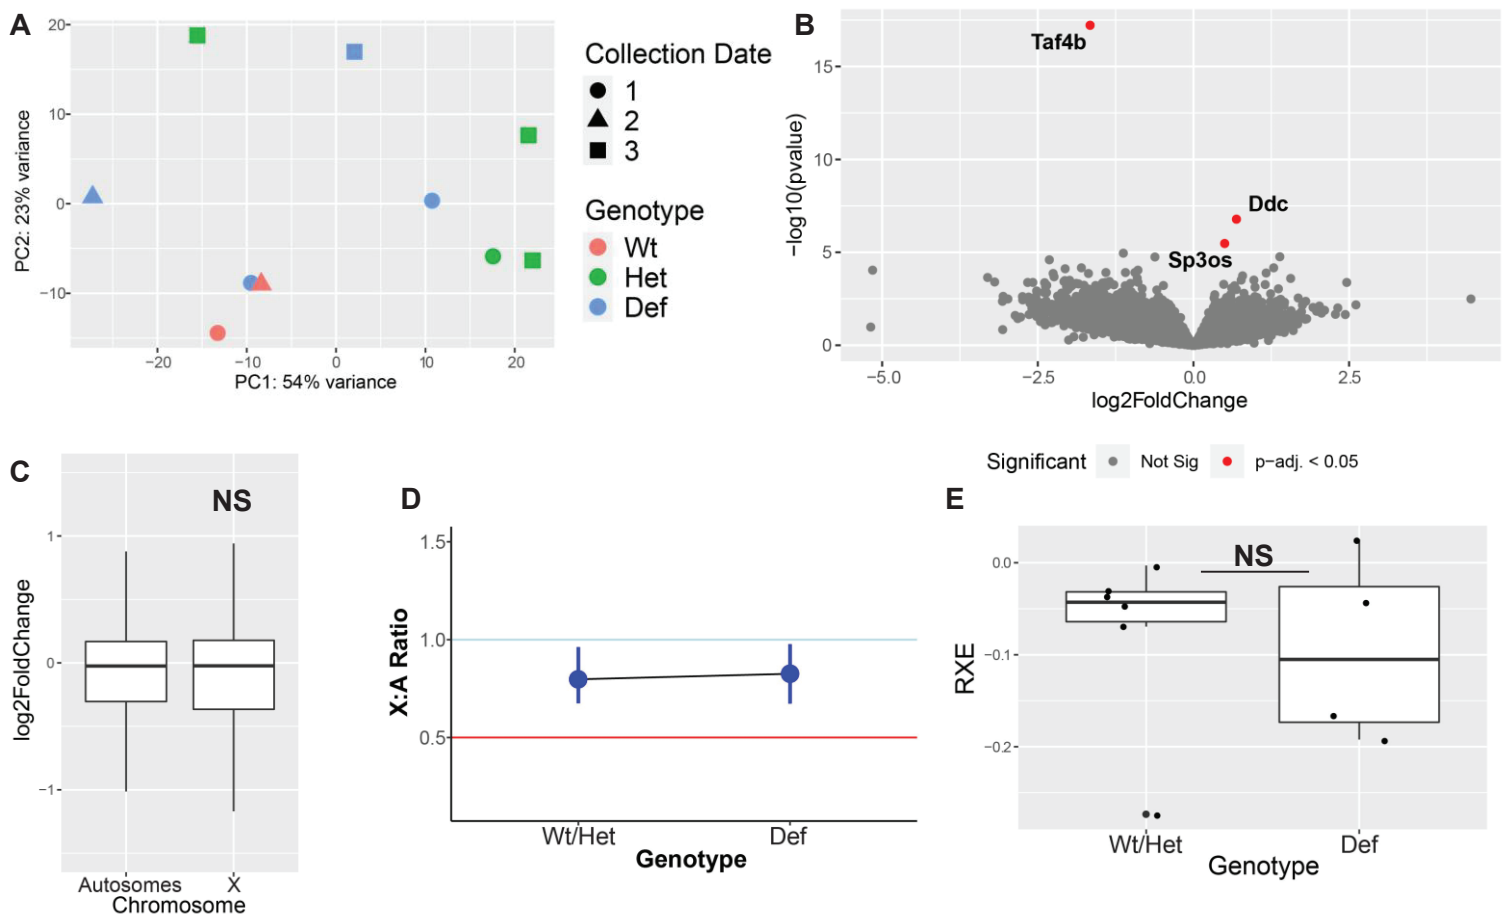 A
20
10
0
−10
PC2: 23% variance
−20
−10
0
10
20
PC1: 54% variance
Collection Date
1
2
3
Genotype
Wt
Het
Def
B
15
10
5
0
−log10(pvalue)
Taf4b
Ddc
Sp3os
−5.0
−2.5
0.0
2.5
log2FoldChange
Significant
Not Sig
p−adj. < 0.05
C
NS
1
0
−1
log2FoldChange
Autosomes
X
Chromosome
D
1.5
1.0
0.5
X:A Ratio
Wt/Het
Def
Genotype
E
NS
0.0
−0.1
−0.2
RXE
Wt/Het
Def
Genotype